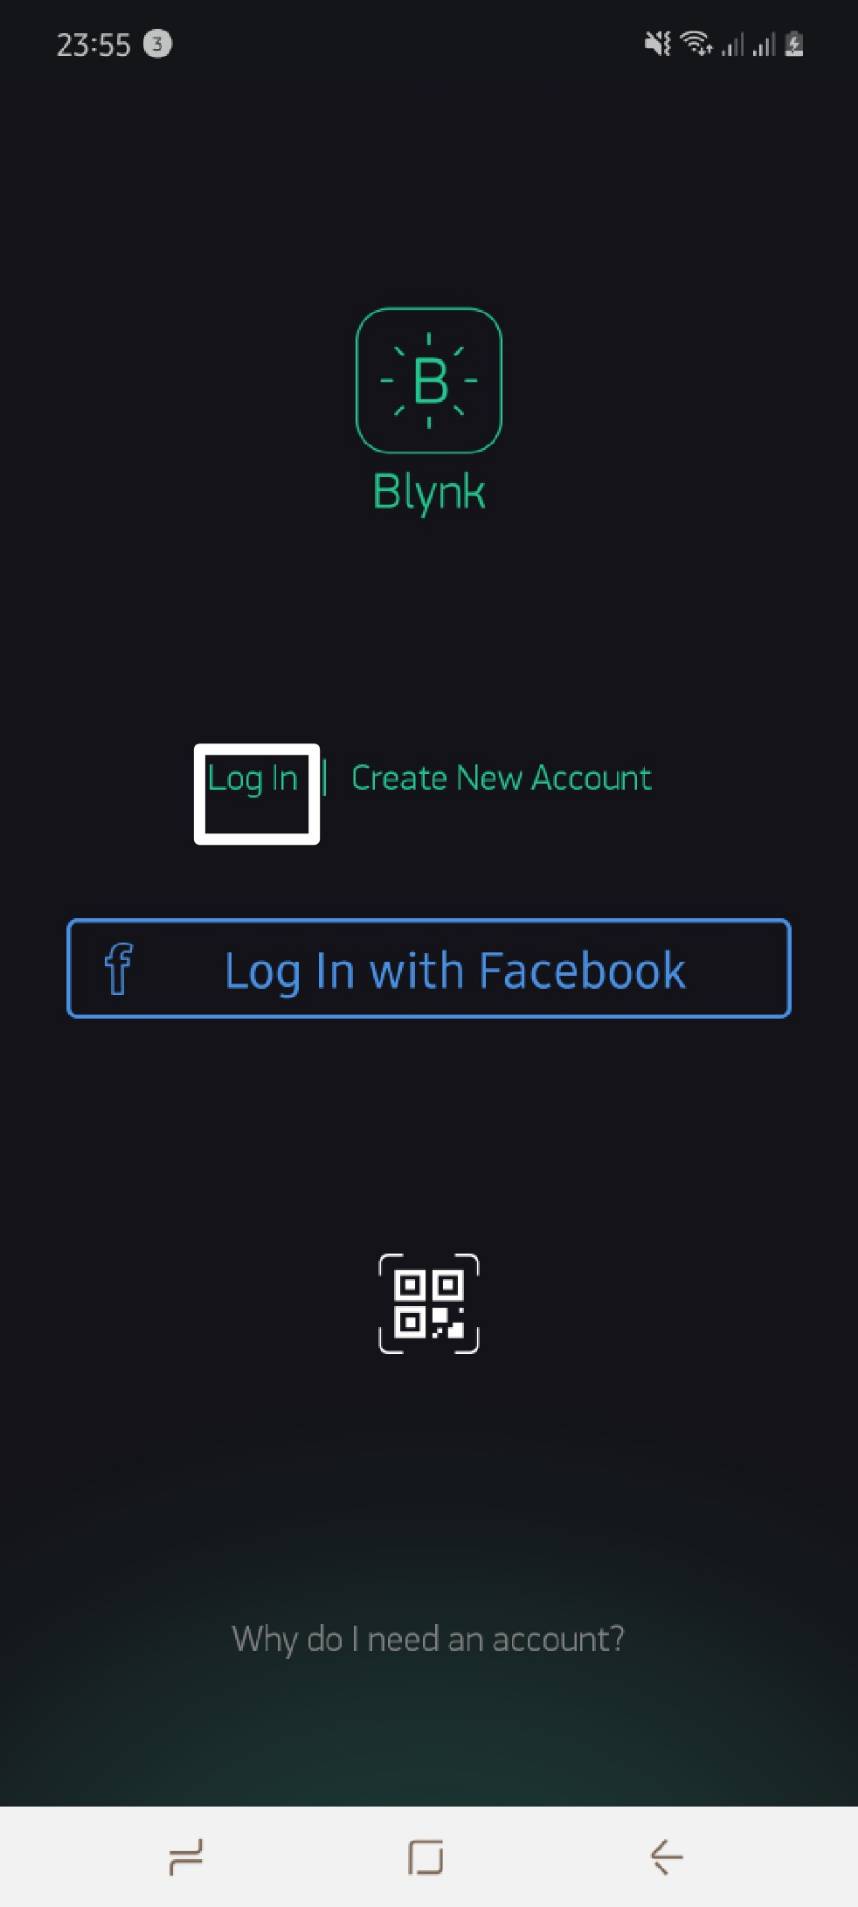 23:55 3
B
Blynk
Log In | Create New Account
f Log In with Facebook
Why do I need an account?